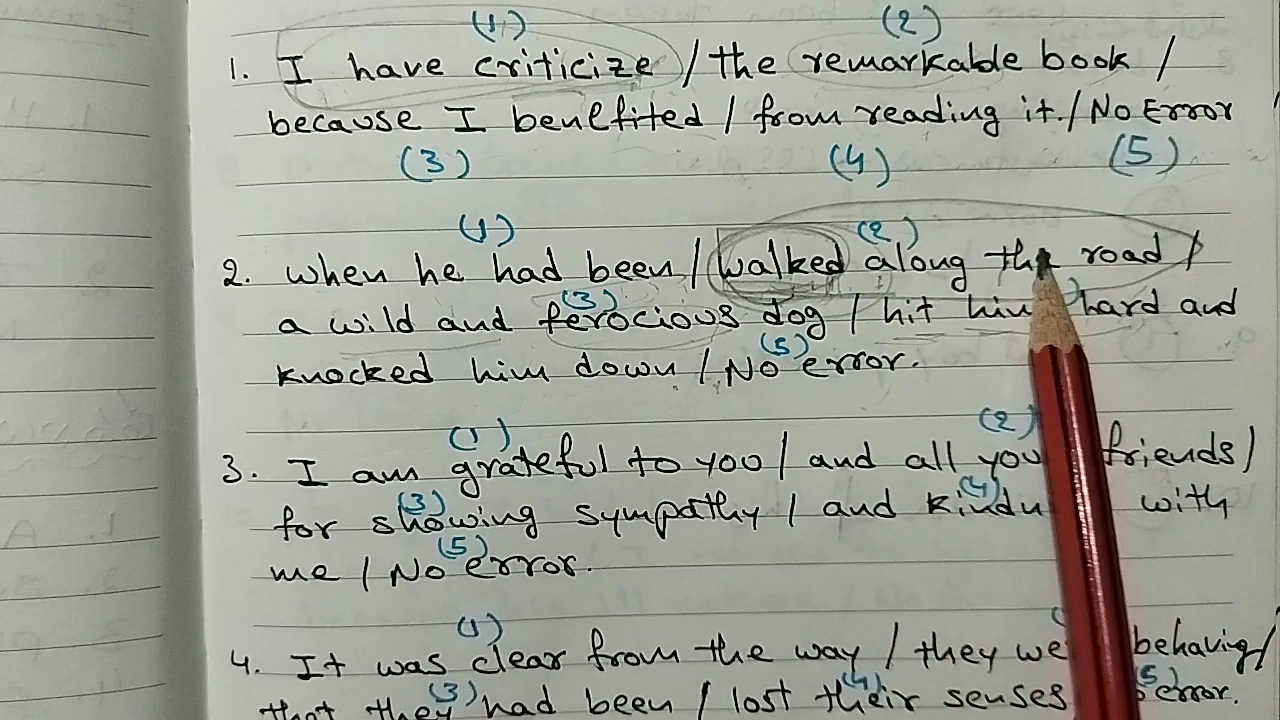 (1) (2)
1. I have criticize / the remarkable book /
because I benefited / from reading it. / No Error
(3) (4) (5)
(1) (2)
2. when he had been / walked along the road /
(3)
a wild and ferocious dog / hit him hard and
(5)
knocked him down / No error.
(1) (2)
3. I am grateful to you / and all friends /
(3) (4)
for showing sympathy / and with
(5)
me / No error.
(1)
4. It was clear from the way / they behaving /
(3) (4) (5)
that they had been / lost their senses error.